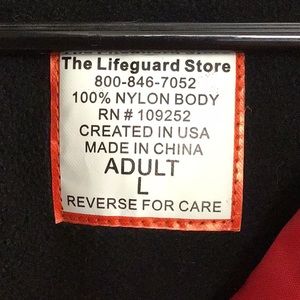 The Lifeguard Store
800-846-7052
100% NYLON BODY
RN # 109252
CREATED IN USA
MADE IN CHINA
ADULT
L
REVERSE FOR CARE